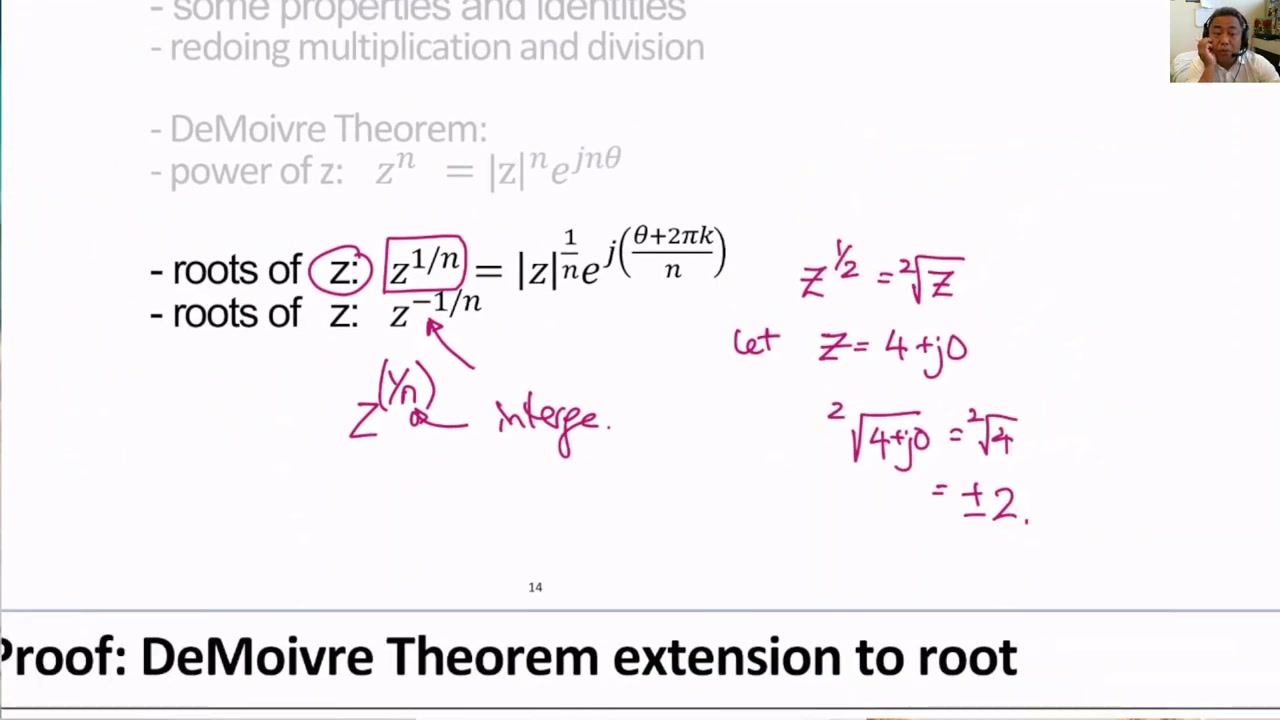 - some properties and identities
- redoing multiplication and division
- DeMoivre Theorem:
- power of z: zⁿ = |z|ⁿe^{jnθ}
- roots of z: z^{1/n} = |z|^{1/n}e^{j((θ+2πk)/n)}
- roots of z: z^{−1/n}
z^{(1/n)} interge.
z^{1/2} = ²√z
Let z = 4+j0
²√(4+j0) = ²√4
= ±2.
14
Proof: DeMoivre Theorem extension to root